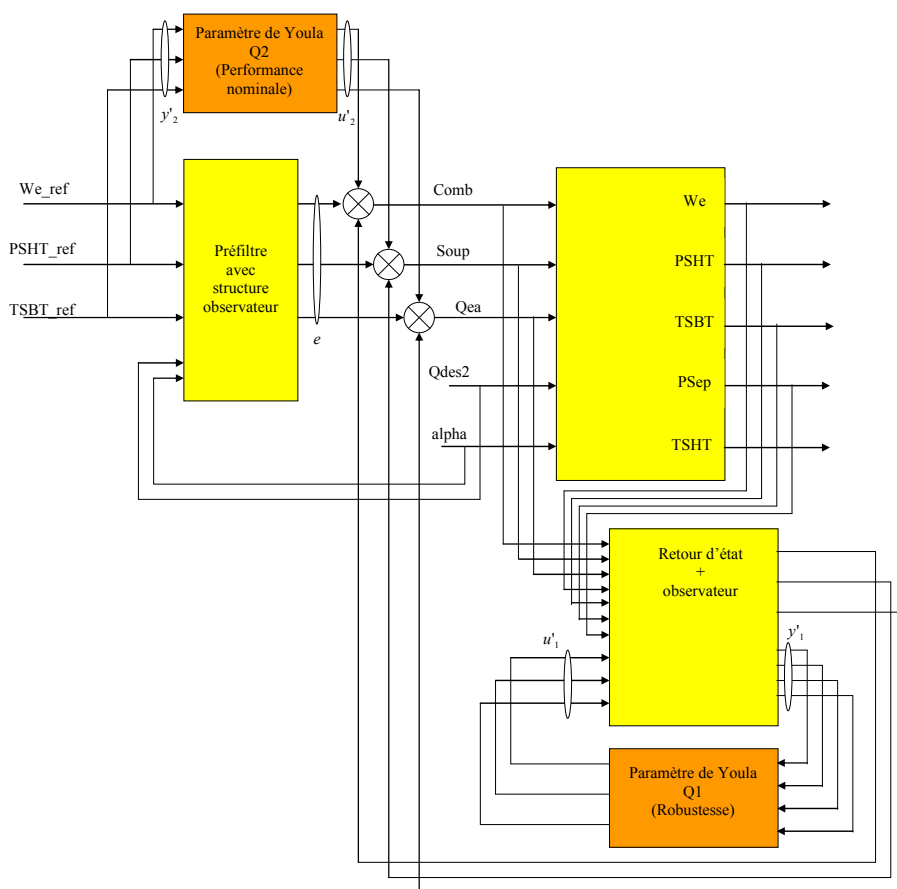 Paramètre de Youla
Q2
(Performance
nominale)
y'₂
u'₂
We_ref
PSHT_ref
TSBT_ref
Préfiltre
avec
structure
observateur
e
Comb
Soup
Qea
Qdes2
alpha
We
PSHT
TSBT
PSep
TSHT
Retour d'état
+
observateur
u'₁
y'₁
Paramètre de Youla
Q1
(Robustesse)